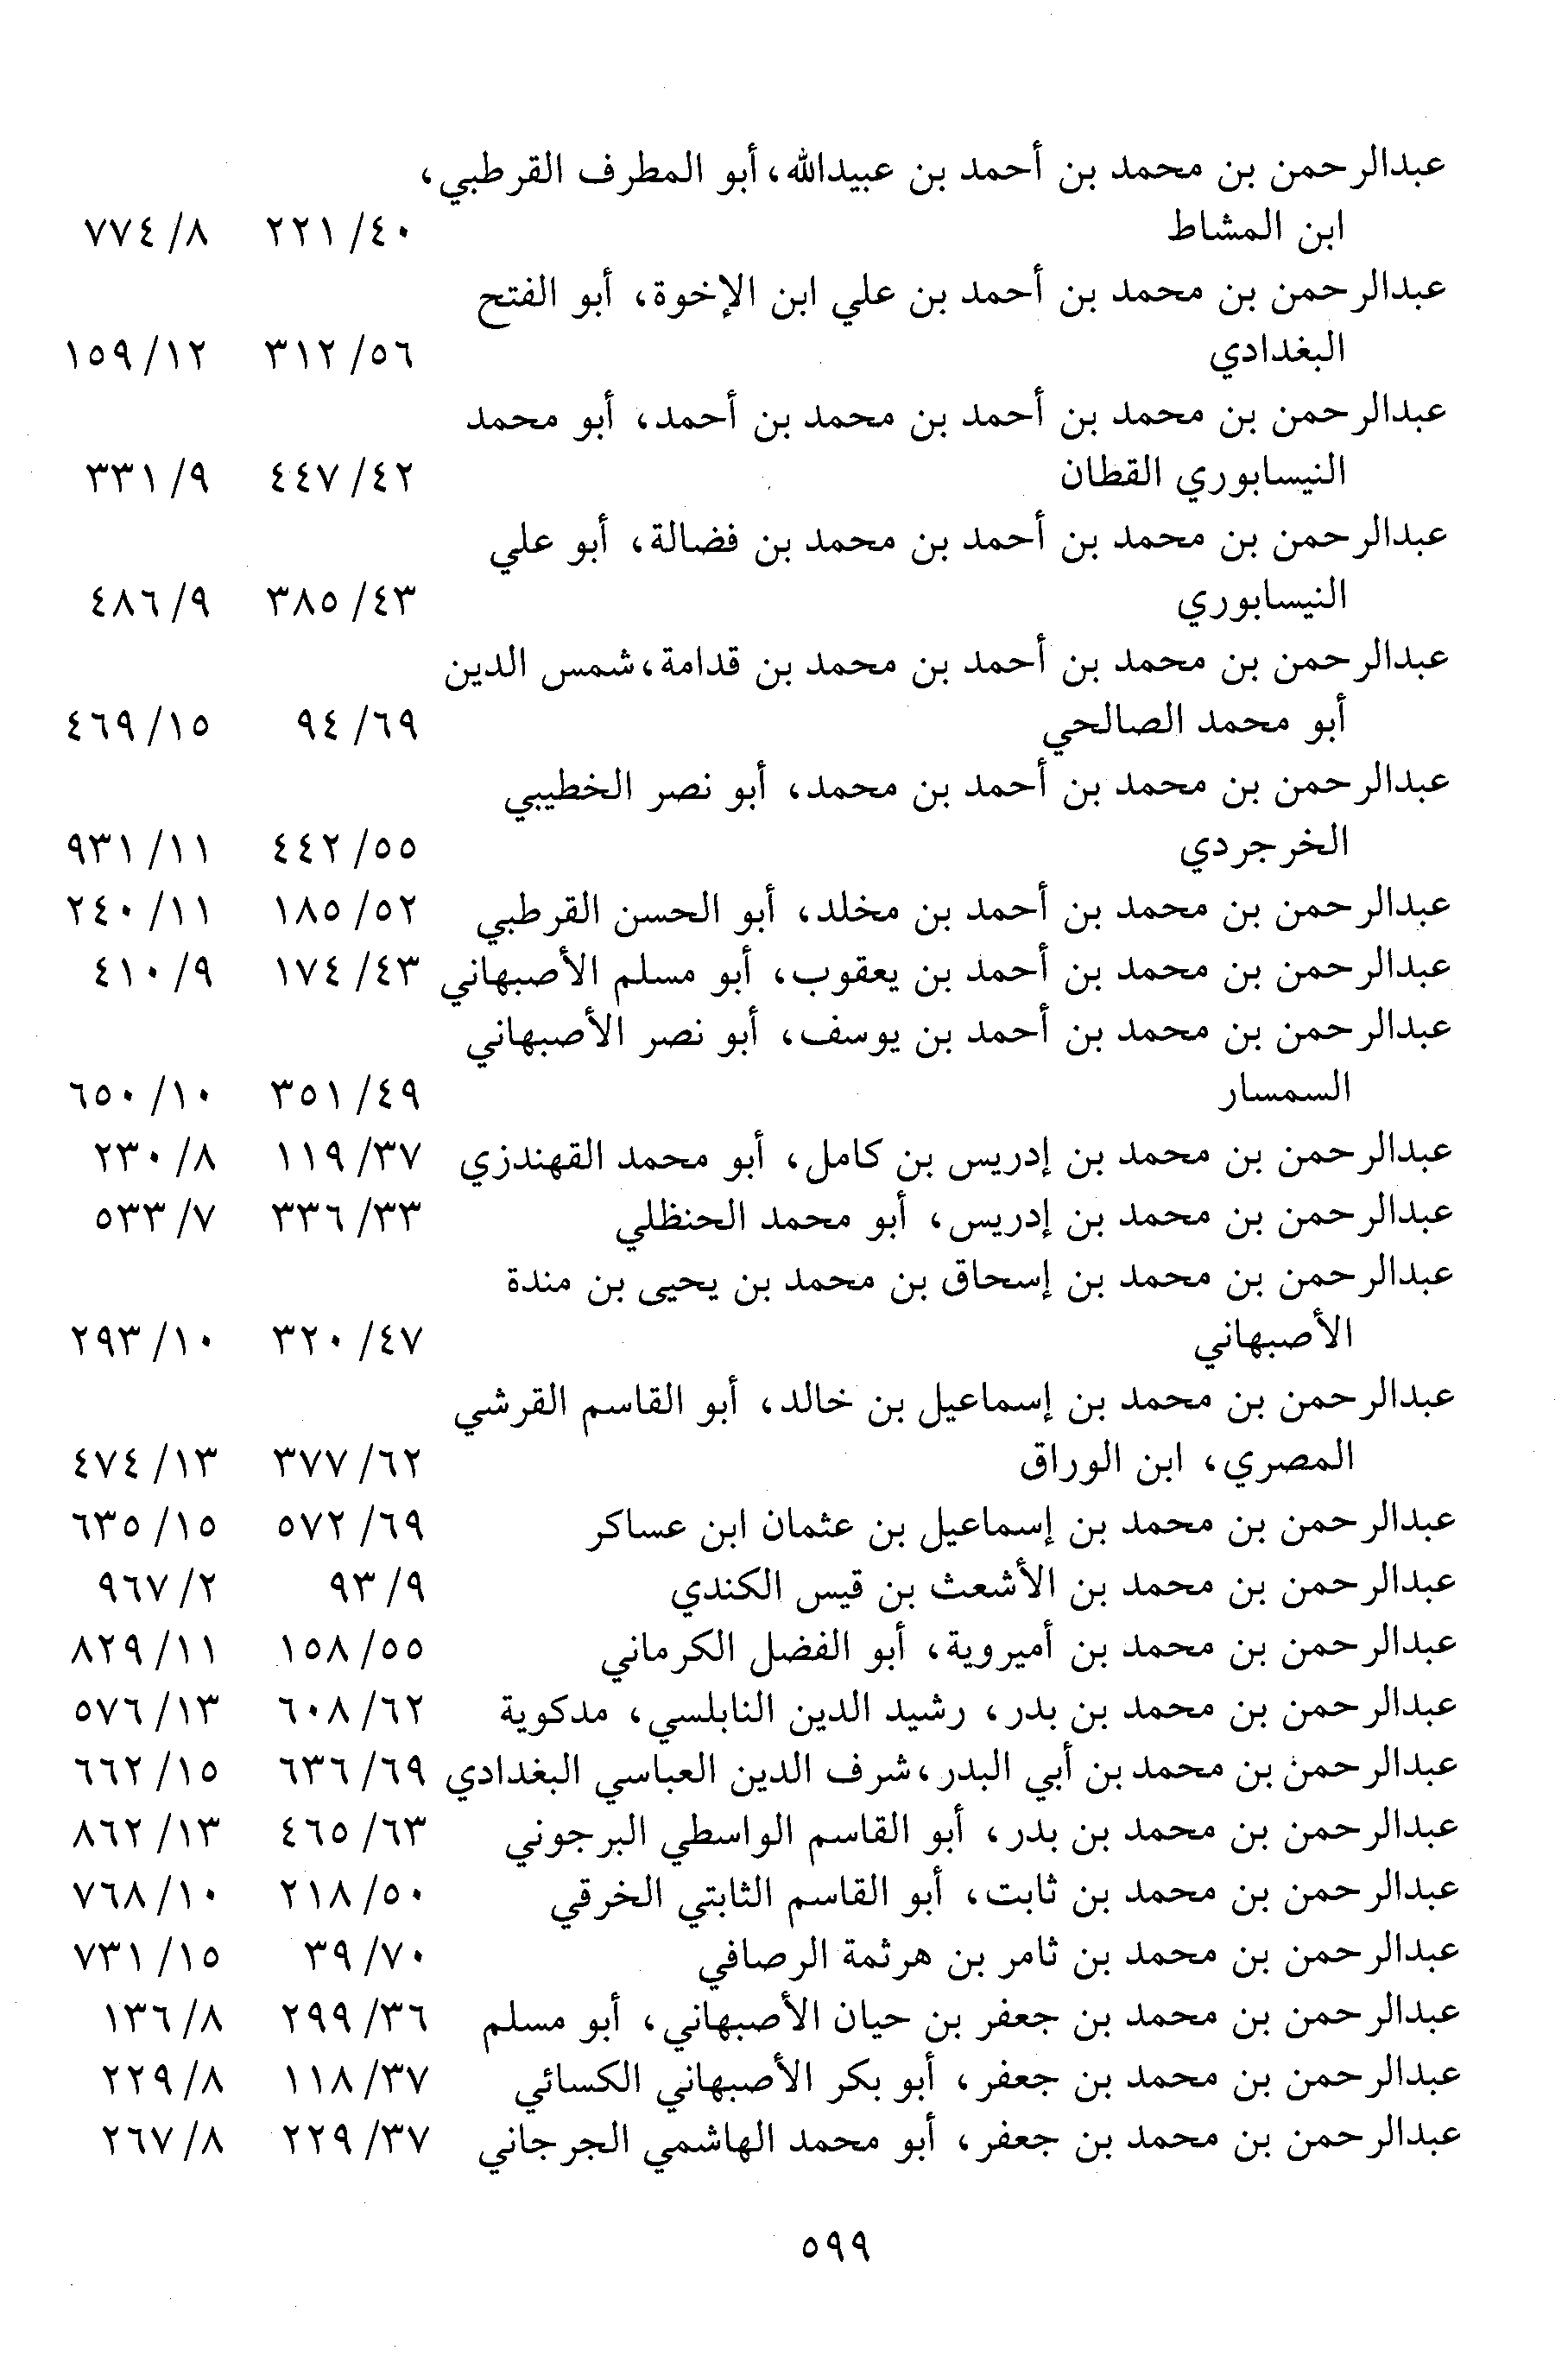 عبدالرحمن بن محمد بن أحمد بن عبيدالله، أبو المطرف القرطبي،
ابن المشاط ٤٠/ ٢٢١ ٨/ ٧٧٤
عبدالرحمن بن محمد بن أحمد بن علي ابن الإخوة، أبو الفتح
البغدادي ٥٦/ ٣١٢ ١٢/ ١٥٩
عبدالرحمن بن محمد بن أحمد بن محمد بن أحمد، أبو محمد
النيسابوري القطان ٤٢/ ٤٤٧ ٩/ ٣٣١
عبدالرحمن بن محمد بن أحمد بن محمد بن فضالة، أبو علي
النيسابوري ٤٣/ ٣٨٥ ٩/ ٤٨٦
عبدالرحمن بن محمد بن أحمد بن محمد بن قدامة، شمس الدين
أبو محمد الصالحي ٦٩/ ٩٤ ١٥/ ٤٦٩
عبدالرحمن بن محمد بن أحمد بن محمد، أبو نصر الخطيبي
الخرجردي ٥٥/ ٤٤٢ ١١/ ٩٣١
عبدالرحمن بن محمد بن أحمد بن مخلد، أبو الحسن القرطبي ٥٢/ ١٨٥ ١١/ ٢٤٠
عبدالرحمن بن محمد بن أحمد بن يعقوب، أبو مسلم الأصبهاني ٤٣/ ١٧٤ ٩/ ٤١٠
عبدالرحمن بن محمد بن أحمد بن يوسف، أبو نصر الأصبهاني
السمسار ٤٩/ ٣٥١ ١٠/ ٦٥٠
عبدالرحمن بن محمد بن إدريس بن كامل، أبو محمد القهندزي ٣٧/ ١١٩ ٨/ ٢٣٠
عبدالرحمن بن محمد بن إدريس، أبو محمد الحنظلي ٣٣/ ٣٣٦ ٧/ ٥٣٣
عبدالرحمن بن محمد بن إسحاق بن محمد بن يحيى بن مندة
الأصبهاني ٤٧/ ٣٢٠ ١٠/ ٢٩٣
عبدالرحمن بن محمد بن إسماعيل بن خالد، أبو القاسم القرشي
المصري، ابن الوراق ٦٢/ ٣٧٧ ١٣/ ٤٧٤
عبدالرحمن بن محمد بن إسماعيل بن عثمان ابن عساكر ٦٩/ ٥٧٢ ١٥/ ٦٣٥
عبدالرحمن بن محمد بن الأشعث بن قيس الكندي ٩/ ٩٣ ٢/ ٩٦٧
عبدالرحمن بن محمد بن أميروية، أبو الفضل الكرماني ٥٥/ ١٥٨ ١١/ ٨٢٩
عبدالرحمن بن محمد بن بدر، رشيد الدين النابلسي، مدكوية ٦٢/ ٦٠٨ ١٣/ ٥٧٦
عبدالرحمن بن محمد بن أبي البدر، شرف الدين العباسي البغدادي ٦٩/ ٦٣٦ ١٥/ ٦٦٢
عبدالرحمن بن محمد بن بدر، أبو القاسم الواسطي البرجوني ٦٣/ ٤٦٥ ١٣/ ٨٦٢
عبدالرحمن بن محمد بن ثابت، أبو القاسم الثابتي الخرقي ٥٠/ ٢١٨ ١٠/ ٧٦٨
عبدالرحمن بن محمد بن ثامر بن هرثمة الرصافي ٧٠/ ٣٩ ١٥/ ٧٣١
عبدالرحمن بن محمد بن جعفر بن حيان الأصبهاني، أبو مسلم ٣٦/ ٢٩٩ ٨/ ١٣٦
عبدالرحمن بن محمد بن جعفر، أبو بكر الأصبهاني الكسائي ٣٧/ ١١٨ ٨/ ٢٢٩
عبدالرحمن بن محمد بن جعفر، أبو محمد الهاشمي الجرجاني ٣٧/ ٢٢٩ ٨/ ٢٦٧
٥٩٩